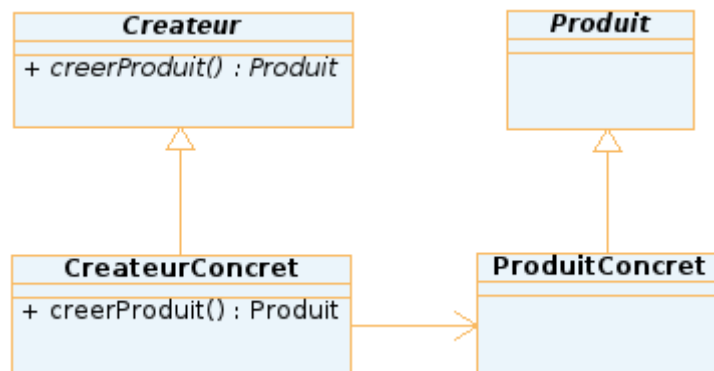 Createur
+ creerProduit() : Produit
Produit
CreateurConcret
+ creerProduit() : Produit
ProduitConcret